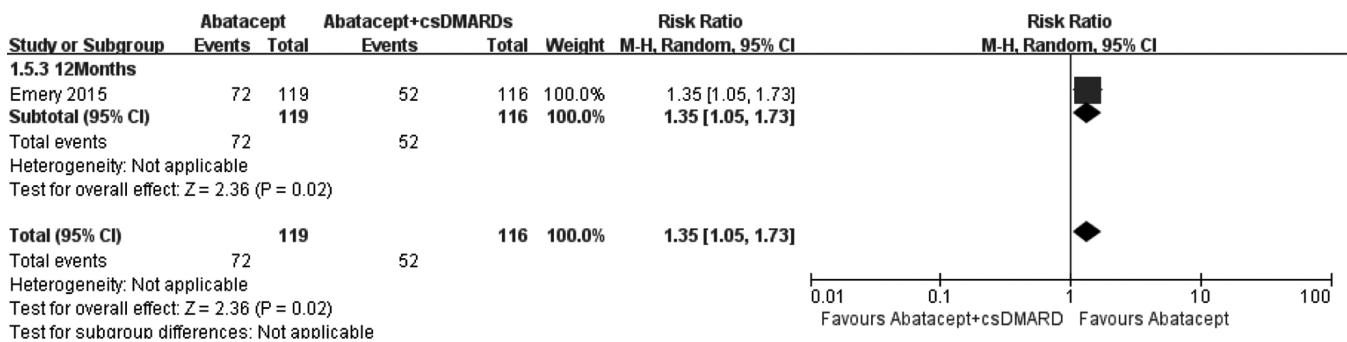 Abatacept Abatacept+csDMARDs Risk Ratio Risk Ratio
Study or Subgroup Events Total Events Total Weight M-H, Random, 95% CI M-H, Random, 95% CI
1.5.3 12Months
Emery 2015 72 119 52 116 100.0% 1.35 [1.05, 1.73]
Subtotal (95% CI) 119 116 100.0% 1.35 [1.05, 1.73]
Total events 72 52
Heterogeneity: Not applicable
Test for overall effect: Z = 2.36 (P = 0.02)
Total (95% CI) 119 116 100.0% 1.35 [1.05, 1.73]
Total events 72 52
Heterogeneity: Not applicable
Test for overall effect: Z = 2.36 (P = 0.02)
Test for subgroup differences: Not applicable
0.01 0.1 1 10 100
Favours Abatacept+csDMARD Favours Abatacept